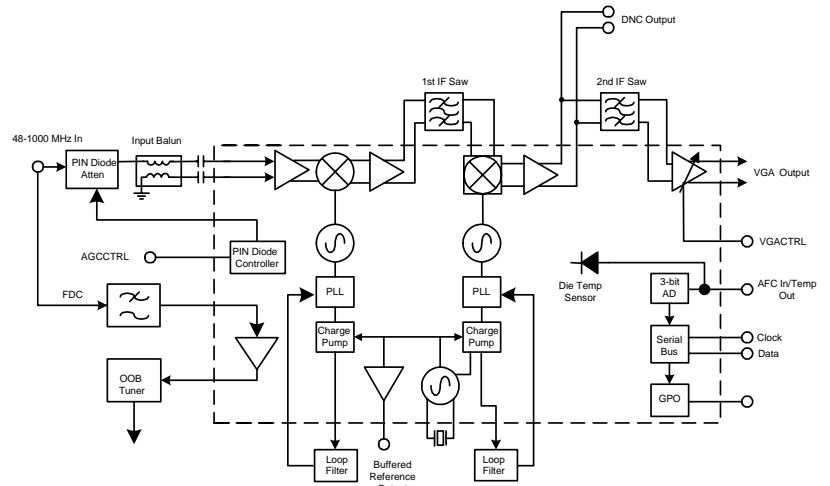 DNC Output
1st IF Saw
2nd IF Saw
48-1000 MHz In
Input Balun
PIN Diode
Atten
VGA Output
AGCCTRL
PIN Diode
Controller
VGACTRL
FDC
PLL
PLL
Die Temp
Sensor
3-bit
AD
AFC In/Temp
Out
Charge
Pump
Charge
Pump
Serial
Bus
Clock
Data
OOB
Tuner
GPO
Loop
Filter
Buffered
Reference
Loop
Filter